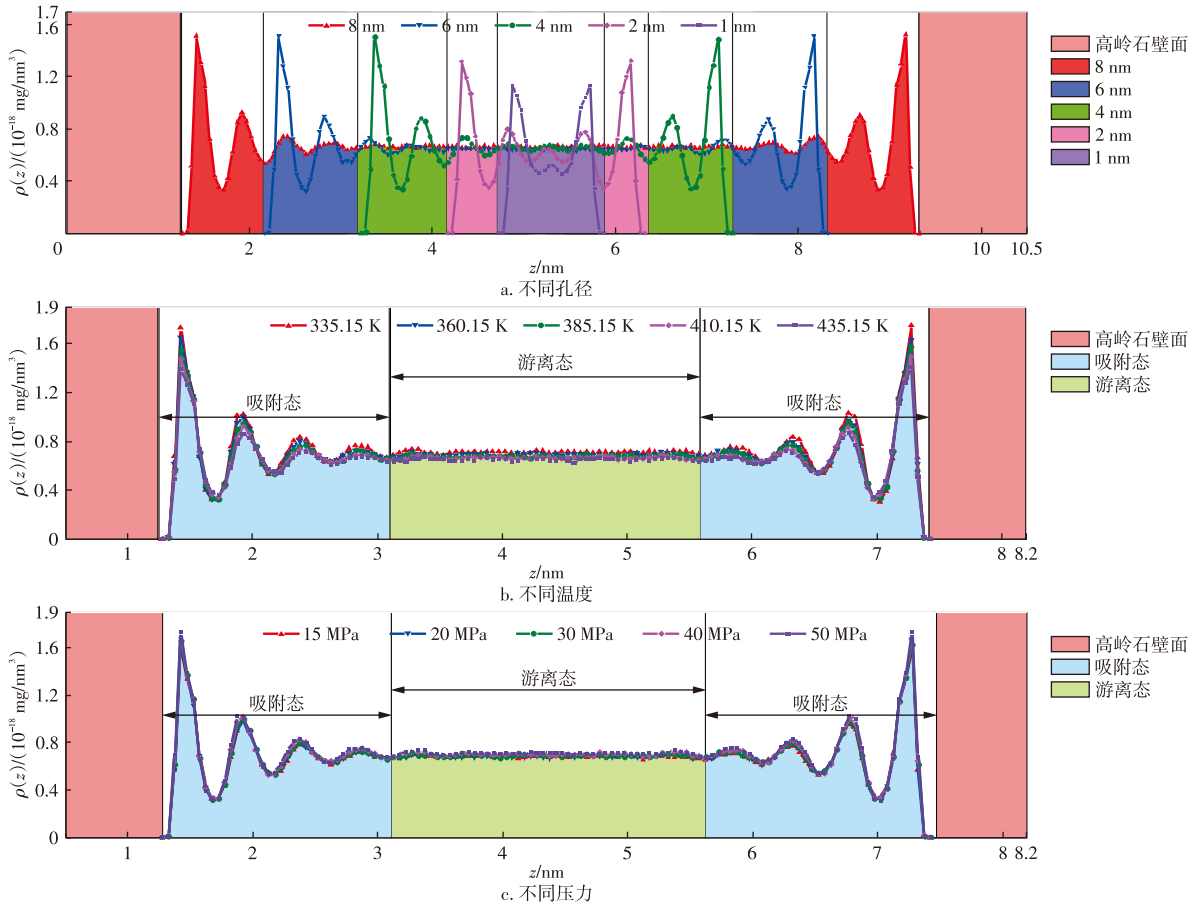 1.7
1.6
1.2
0.8
0.4
ρ(z)/(10⁻¹⁸ mg/nm³)
8 nm 6 nm 4 nm 2 nm 1 nm
0 2 4 6 8 10 10.5
z/nm
a. 不同孔径
高岭石壁面
8 nm
6 nm
4 nm
2 nm
1 nm
1.9
1.6
1.2
0.8
0.4
0
ρ(z)/(10⁻¹⁸ mg/nm³)
335.15 K 360.15 K 385.15 K 410.15 K 435.15 K
游离态
吸附态 吸附态
1 2 3 4 5 6 7 8 8.2
z/nm
b. 不同温度
高岭石壁面
吸附态
游离态
1.9
1.6
1.2
0.8
0.4
0
ρ(z)/(10⁻¹⁸ mg/nm³)
15 MPa 20 MPa 30 MPa 40 MPa 50 MPa
游离态
吸附态 吸附态
1 2 3 4 5 6 7 8 8.2
z/nm
c. 不同压力
高岭石壁面
吸附态
游离态